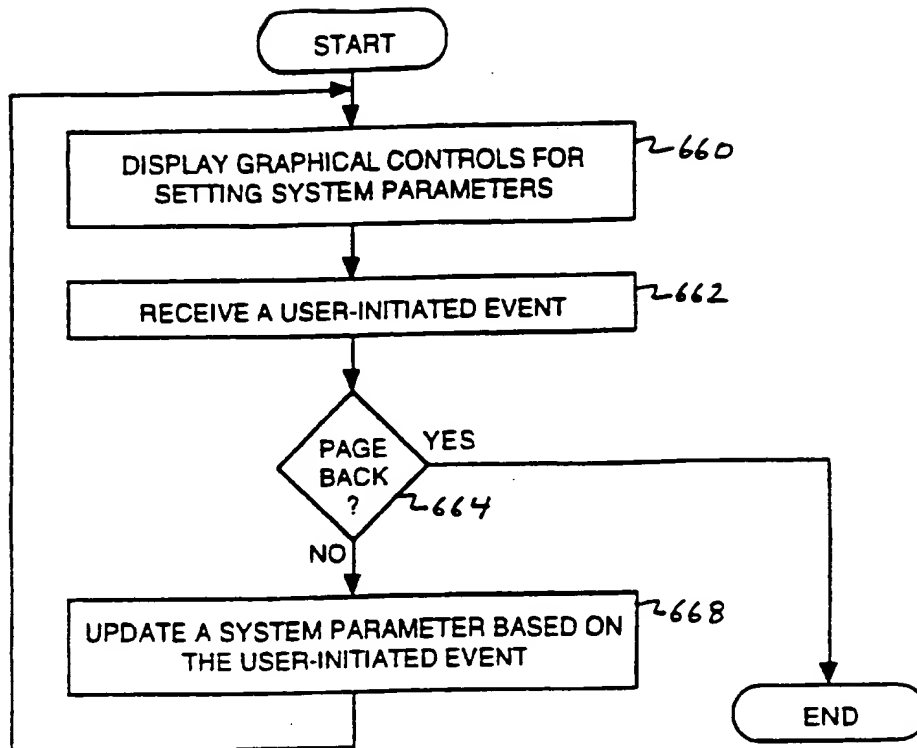 START
DISPLAY GRAPHICAL CONTROLS FOR
SETTING SYSTEM PARAMETERS
660
RECEIVE A USER-INITIATED EVENT
662
PAGE
BACK
?
YES
664
NO
UPDATE A SYSTEM PARAMETER BASED ON
THE USER-INITIATED EVENT
668
END